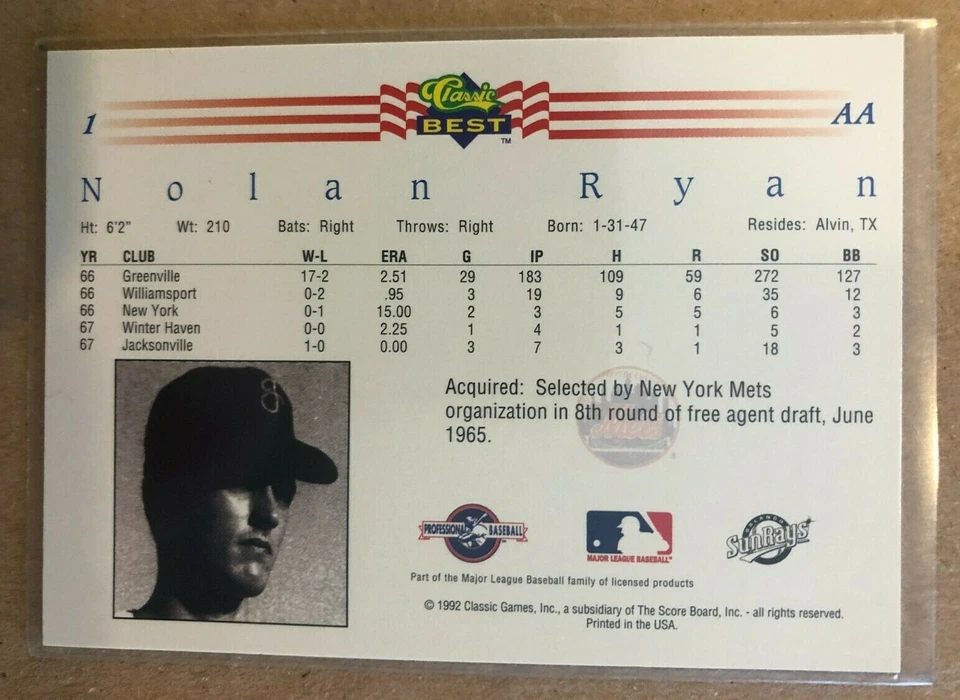 Classic
BEST™
1
AA
Nolan Ryan
Ht: 6'2" Wt: 210 Bats: Right Throws: Right Born: 1-31-47 Resides: Alvin, TX
YR CLUB W-L ERA G IP H R SO BB
66 Greenville 17-2 2.51 29 183 109 59 272 127
66 Williamsport 0-2 .95 3 19 9 6 35 12
66 New York 0-1 15.00 2 3 5 5 6 3
67 Winter Haven 0-0 2.25 1 4 1 1 5 2
67 Jacksonville 1-0 0.00 3 7 3 1 18 3
Acquired: Selected by New York Mets
organization in 8th round of free agent draft, June
1965.
PROFESSIONAL BASEBALL
MAJOR LEAGUE BASEBALL®
ORLANDO
SunRays
Part of the Major League Baseball family of licensed products
© 1992 Classic Games, Inc., a subsidiary of The Score Board, Inc. - all rights reserved.
Printed in the USA.